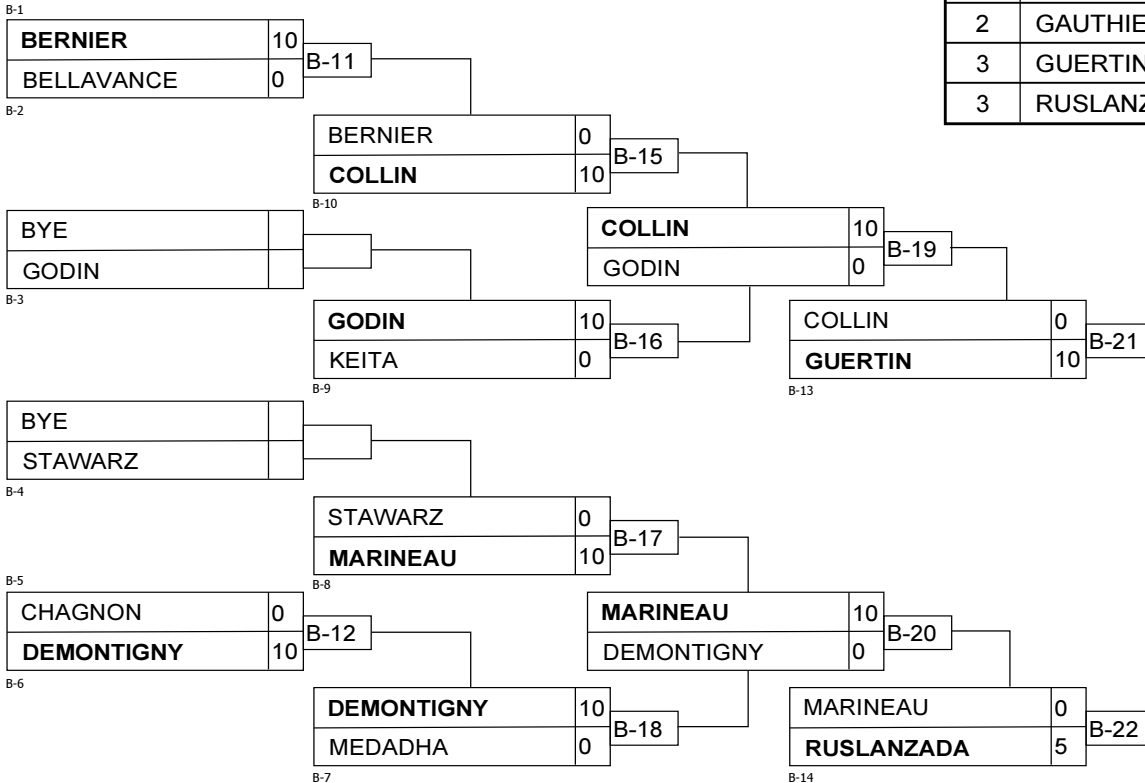 B-1
BERNIER 10
B-11
BELLAVANCE 0
B-2
2
3
3
BERNIER 0
B-15
COLLIN 10
B-10
BYE
GODIN
B-3
COLLIN 10
B-19
GODIN 0
GODIN 10
B-16
KEITA 0
B-9
COLLIN 0
B-21
GUERTIN 10
B-13
BYE
STAWARZ
B-4
STAWARZ 0
B-17
MARINEAU 10
B-8
B-5
CHAGNON 0
B-12
DEMONTIGNY 10
B-6
MARINEAU 10
B-20
DEMONTIGNY 0
DEMONTIGNY 10
B-18
MEDADHA 0
B-7
MARINEAU 0
B-22
RUSLANZADA 5
B-14